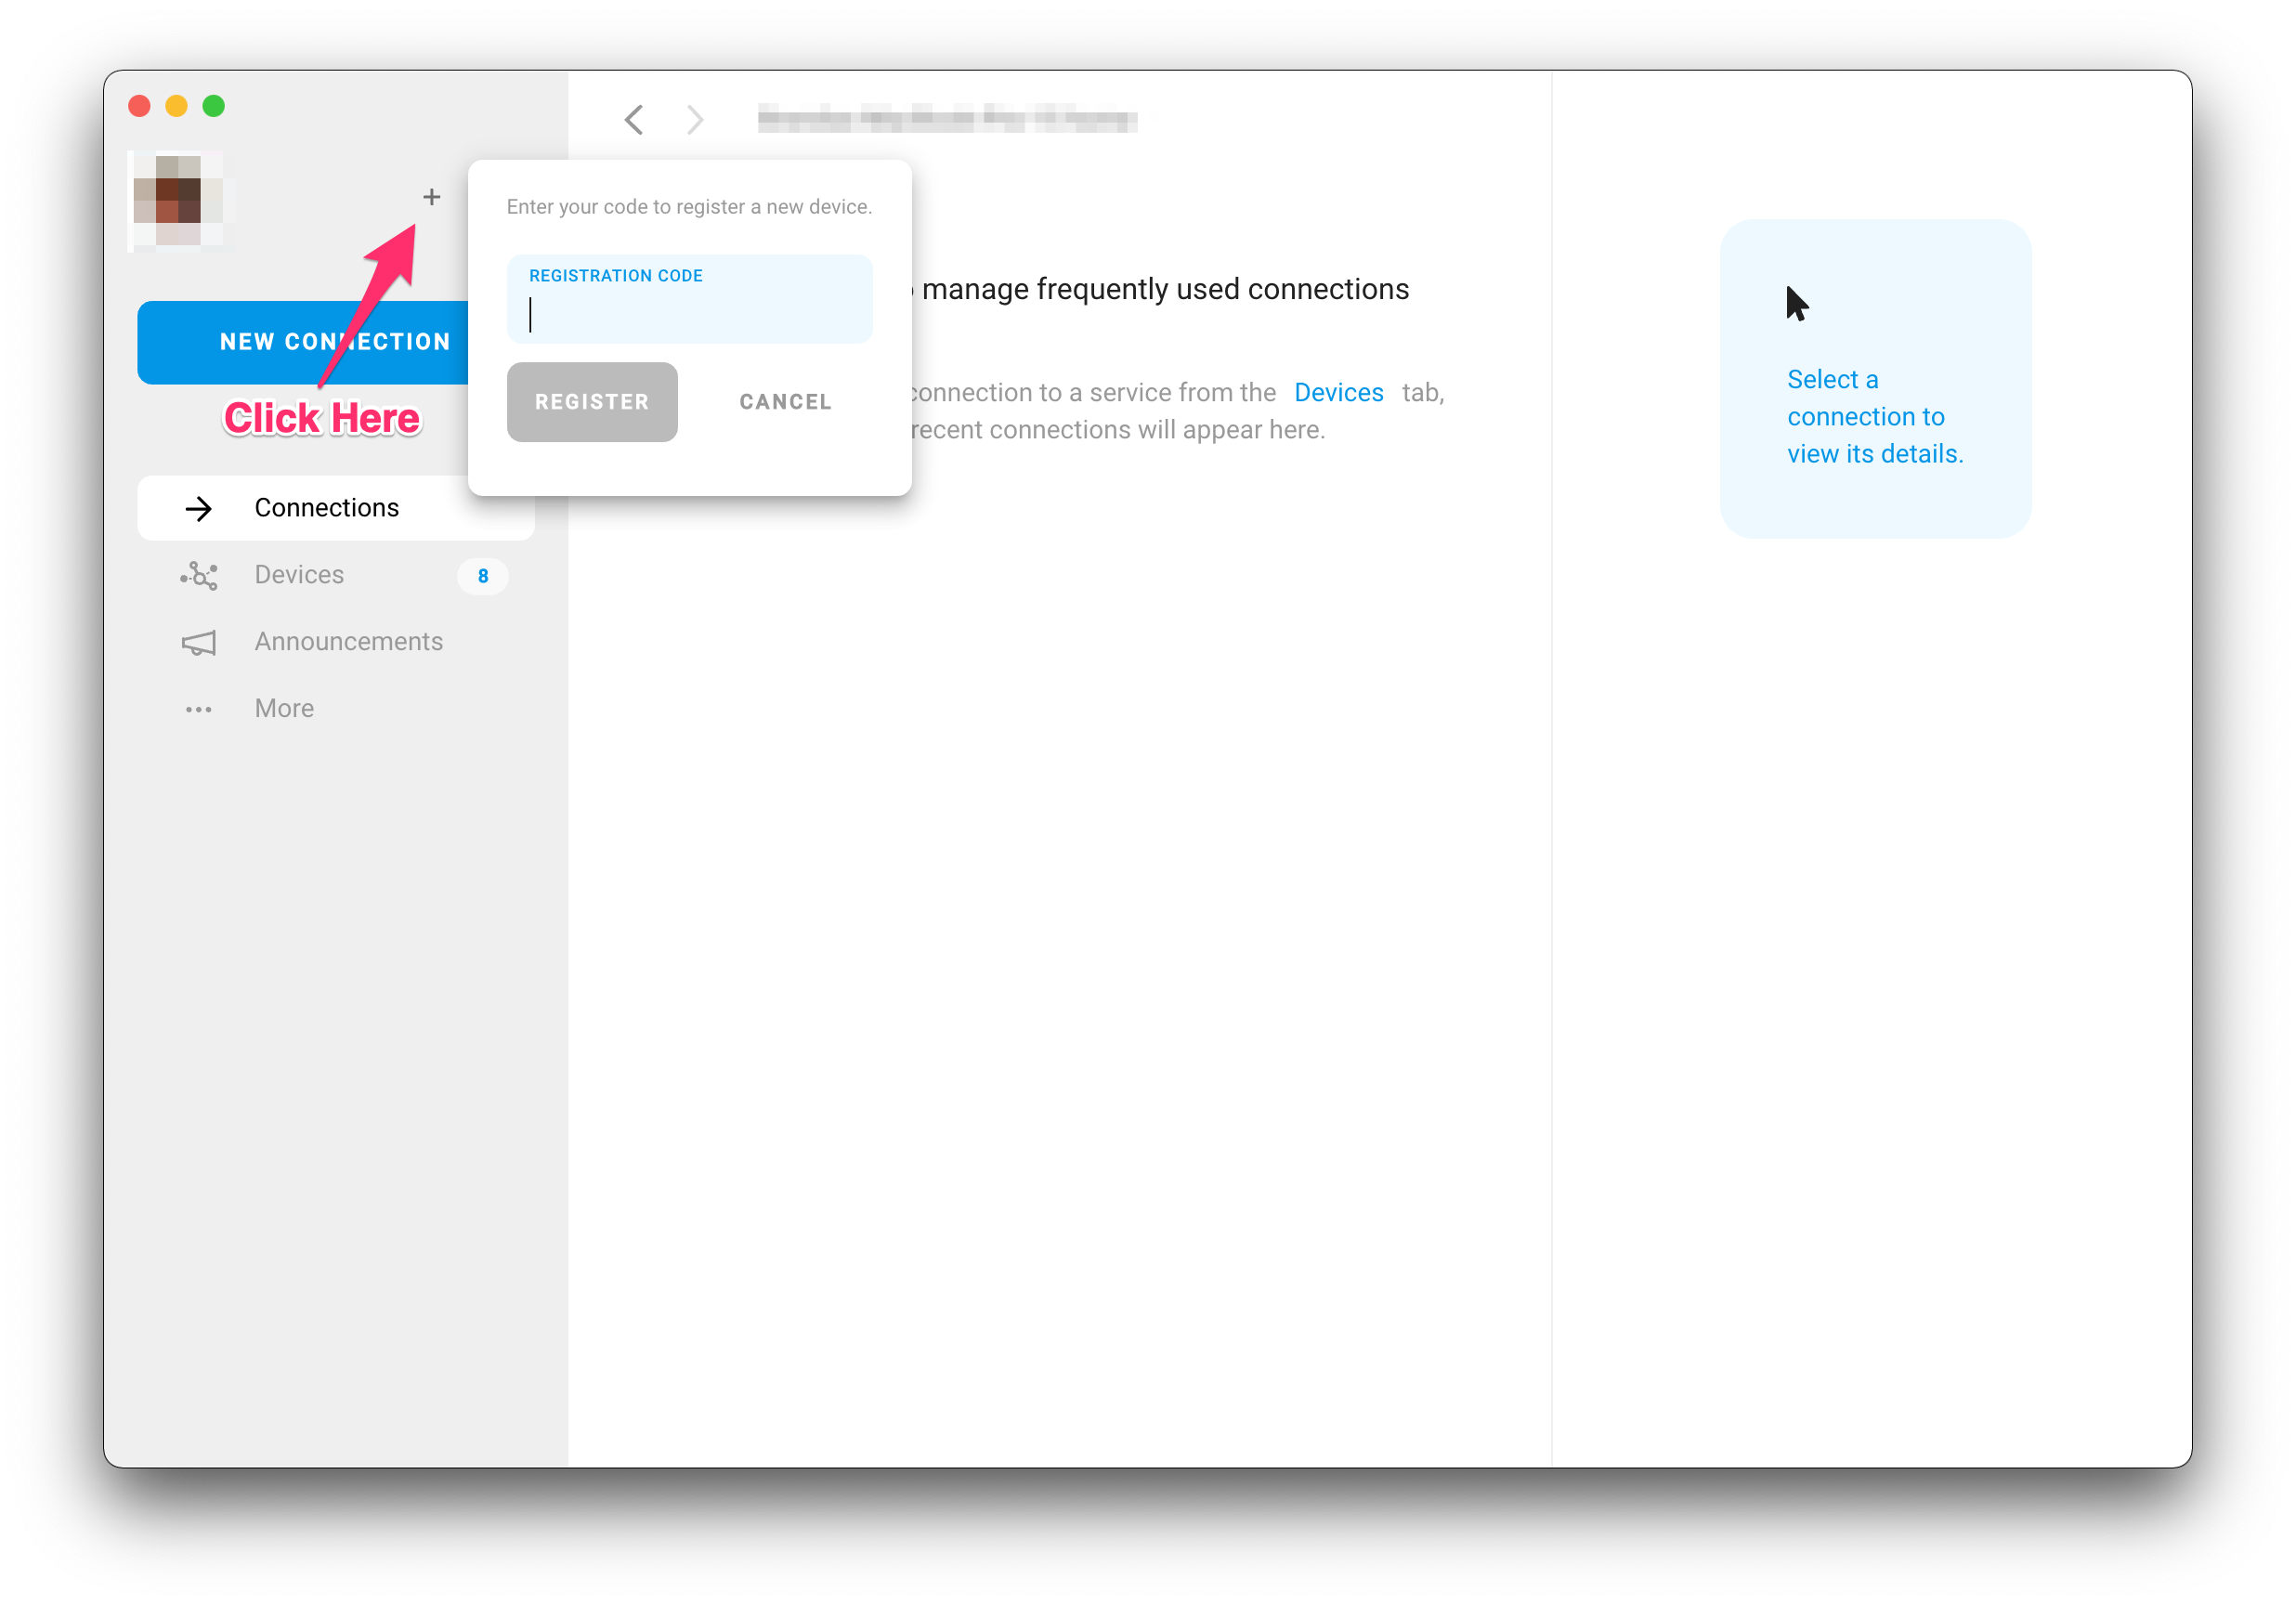 Enter your code to register a new device.
REGISTRATION CODE
REGISTER
CANCEL
NEW CONNECTION
Click Here
Connections
Devices
8
Announcements
More
manage frequently used connections
connection to a service from the Devices tab,
recent connections will appear here.
Select a
connection to
view its details.